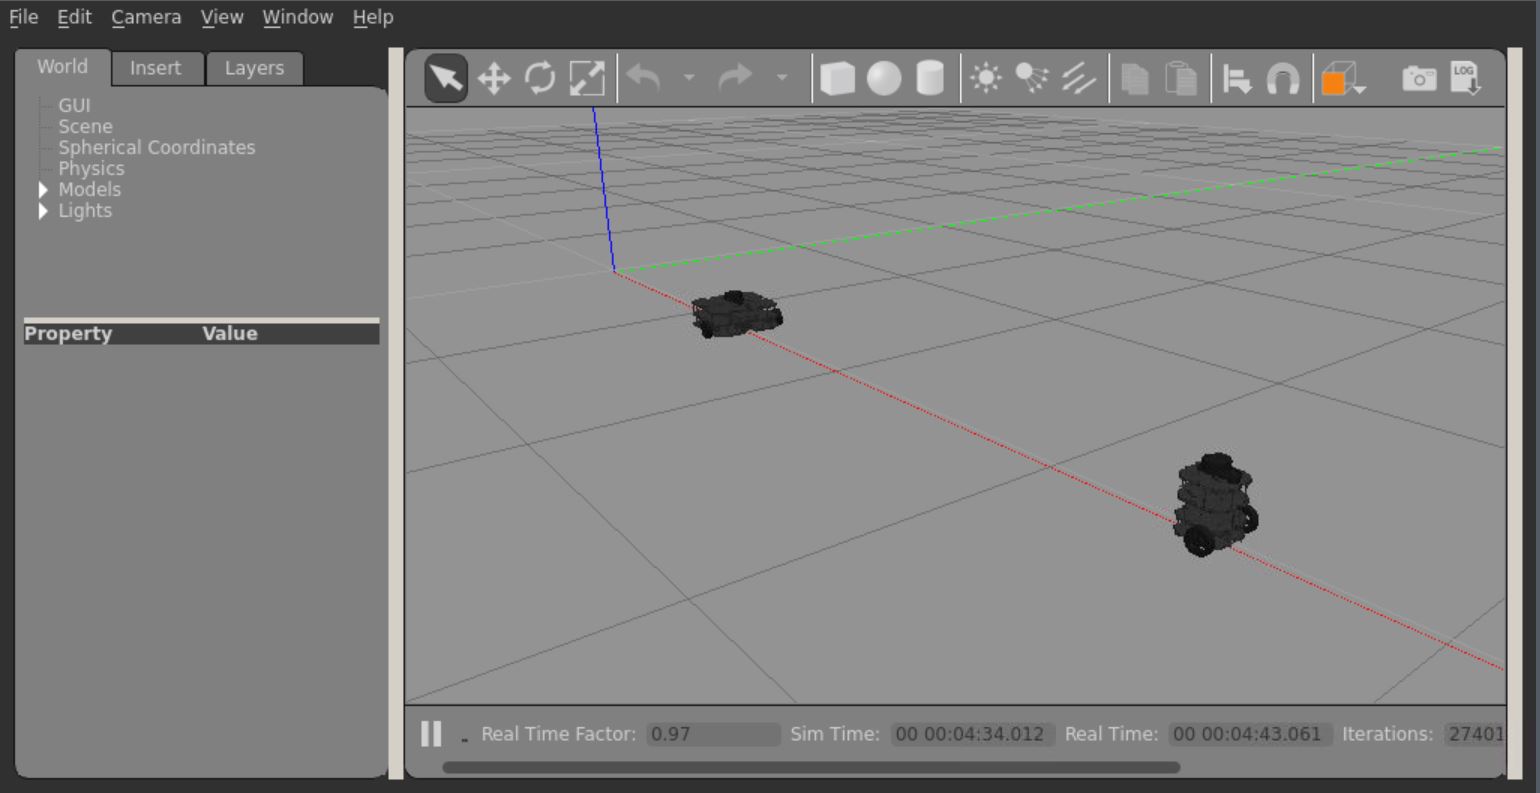 File Edit Camera View Window Help
World Insert Layers
LOG
GUI
Scene
Spherical Coordinates
Physics
Models
Lights
Property Value
Real Time Factor: 0.97 Sim Time: 00 00:04:34.012 Real Time: 00 00:04:43.061 Iterations: 27401